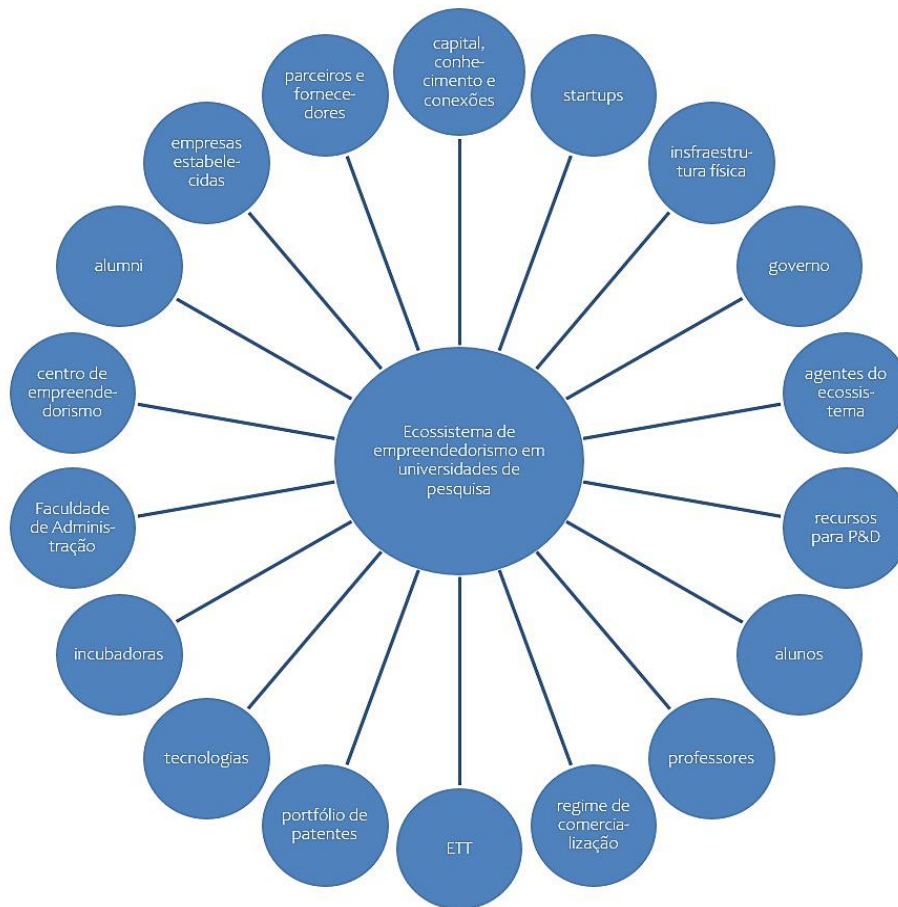 capital,
conhe-
cimento e
conexões
startups
insfraestru-
tura física
governo
agentes do
ecossis-
tema
recursos
para P&D
alunos
professores
regime de
comercia-
lização
ETT
portfólio de
patentes
tecnologias
incubadoras
Faculdade
de Adminis-
tração
centro de
empreende-
dorismo
alumni
empresas
estabele-
cidas
parceiros e
fornece-
dores
Ecossistema de
empreendedorismo em
universidades de
pesquisa